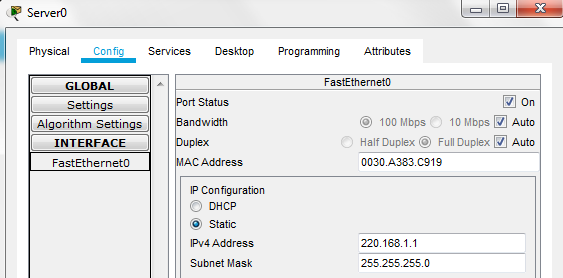 Server0
Physical Config Services Desktop Programming Attributes
GLOBAL
Settings
Algorithm Settings
INTERFACE
FastEthernet0
FastEthernet0
Port Status On
Bandwidth 100 Mbps 10 Mbps Auto
Duplex Half Duplex Full Duplex Auto
MAC Address 0030.A383.C919
IP Configuration
DHCP
Static
IPv4 Address 220.168.1.1
Subnet Mask 255.255.255.0